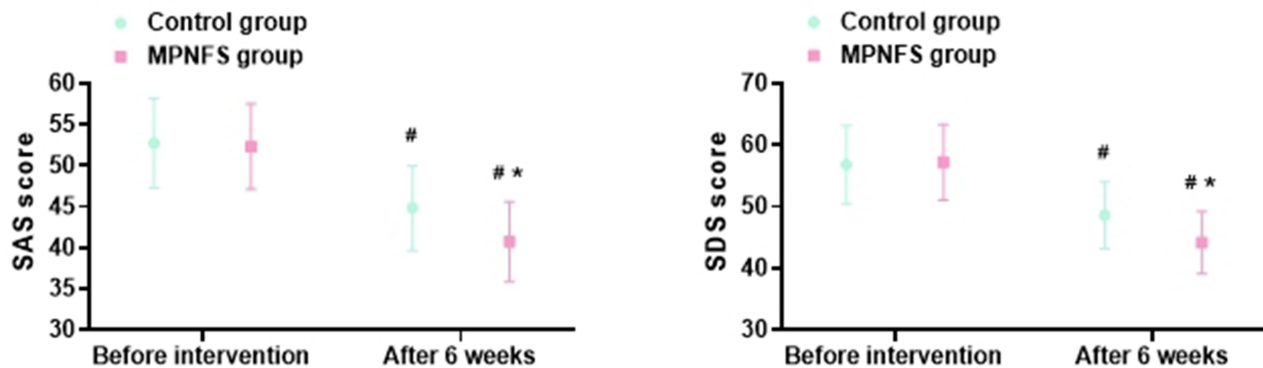 Control group
MPNFS group
60
55
50
45
40
35
30
SAS score
#
# *
Before intervention
After 6 weeks
Control group
MPNFS group
70
60
50
40
30
SDS score
#
# *
Before intervention
After 6 weeks